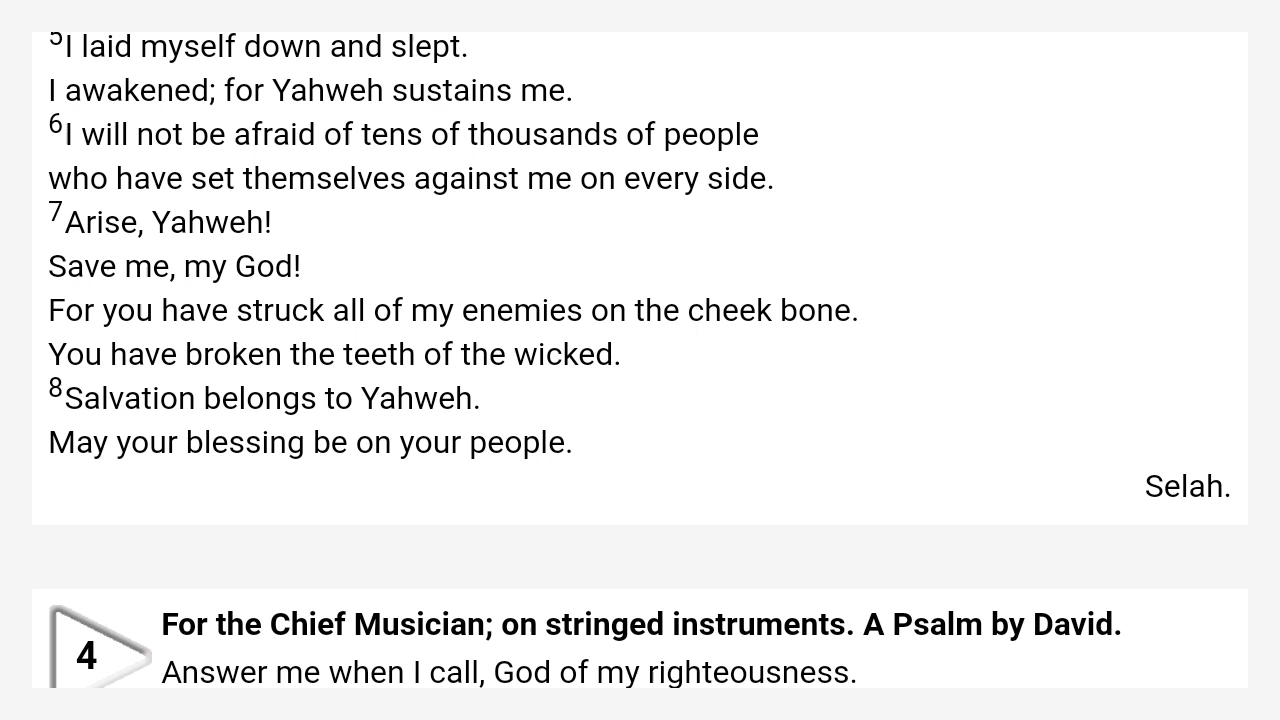 5I laid myself down and slept.
I awakened; for Yahweh sustains me.
6I will not be afraid of tens of thousands of people
who have set themselves against me on every side.
7Arise, Yahweh!
Save me, my God!
For you have struck all of my enemies on the cheek bone.
You have broken the teeth of the wicked.
8Salvation belongs to Yahweh.
May your blessing be on your people.
Selah.
4
For the Chief Musician; on stringed instruments. A Psalm by David.
Answer me when I call, God of my righteousness.